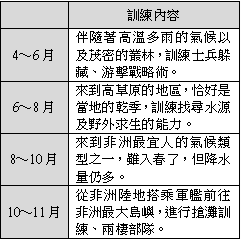 訓練內容
4～6月
伴隨著高溫多雨的氣候以
及茂密的叢林，訓練士兵躲
藏、游擊戰略術。
6～8月
來到高草原的地區，恰好是
當地的乾季，訓練找尋水源
及野外求生的能力。
8～10月
來到非洲最宜人的氣候類
型之一，雖入春了，但降水
量仍多。
10～11月
從非洲陸地搭乘軍艦前往
非洲最大島嶼，進行搶灘訓
練、兩棲部隊。